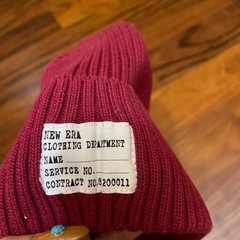 NEW ERA
CLOTHING DEPARTMENT
NAME
SERVICE NO.
CONTRACT NO.8200011